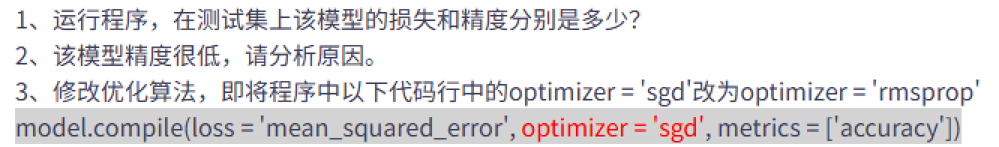 1、运行程序，在测试集上该模型的损失和精度分别是多少？
2、该模型精度很低，请分析原因。
3、修改优化算法，即将程序中以下代码行中的optimizer = 'sgd'改为optimizer = 'rmsprop'
model.compile(loss = 'mean_squared_error', optimizer = 'sgd', metrics = ['accuracy'])